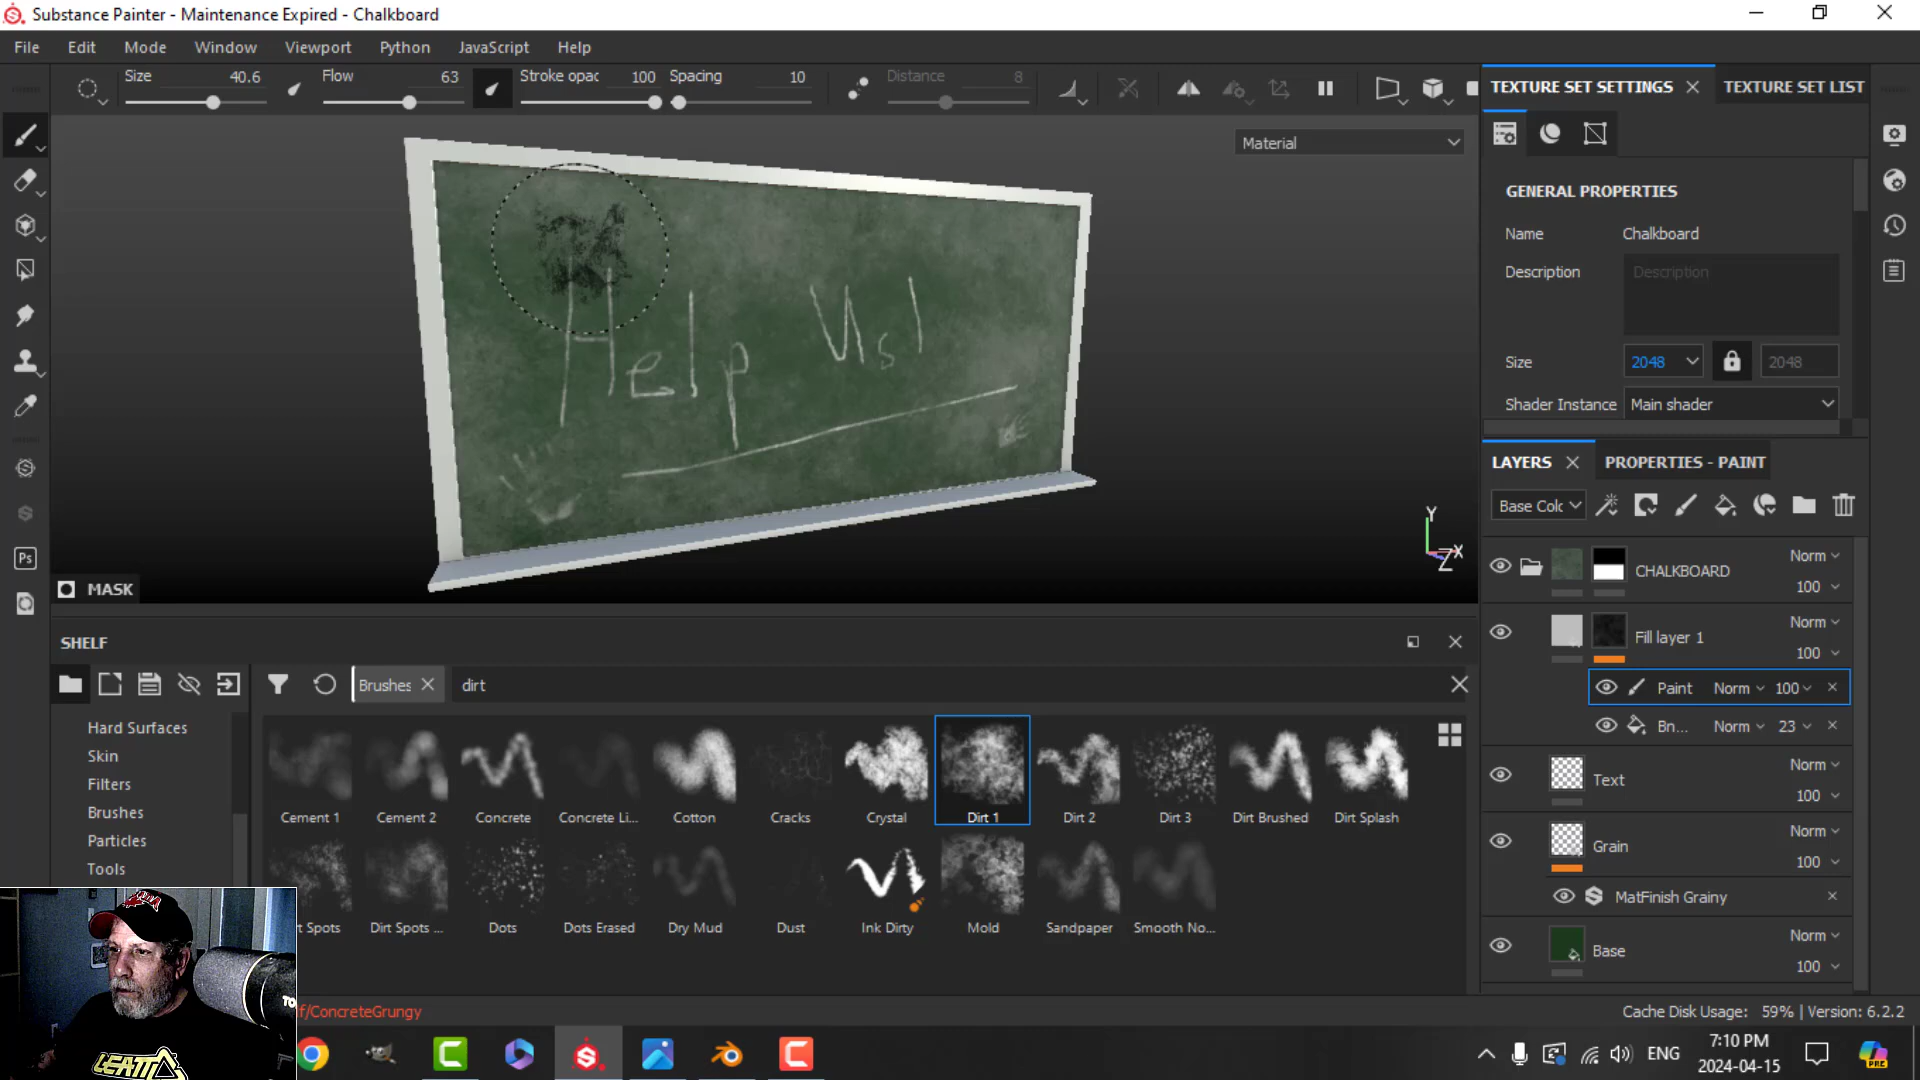 Substance Painter - Maintenance Expired - Chalkboard
File Edit Mode Window Viewport Python JavaScript Help
Size 40.6 Flow 63 Stroke opac 100 Spacing 10 Distance 8
TEXTURE SET SETTINGS TEXTURE SET LIST
Material
GENERAL PROPERTIES
Name Chalkboard
Description Description
Size 2048 2048
Shader Instance Main shader
Help Us!
Y
X
Z
MASK
LAYERS PROPERTIES - PAINT
Base Colc
CHALKBOARD Norm 100
Fill layer 1 Norm 100
Paint Norm 100
Bn... Norm 23
Text Norm 100
Grain Norm 100
MatFinish Grainy
Base Norm 100
SHELF
Brushes dirt
Hard Surfaces
Skin
Filters
Brushes
Particles
Tools
Cement 1 Cement 2 Concrete Concrete Li... Cotton Cracks Crystal Dirt 1 Dirt 2 Dirt 3 Dirt Brushed Dirt Splash
rt Spots Dirt Spots ... Dots Dots Erased Dry Mud Dust Ink Dirty Mold Sandpaper Smooth No...
lf/ConcreteGrungy
Cache Disk Usage: 59% | Version: 6.2.2
Ps
TO
LEATT
ENG
7:10 PM
2024-04-15
PRE